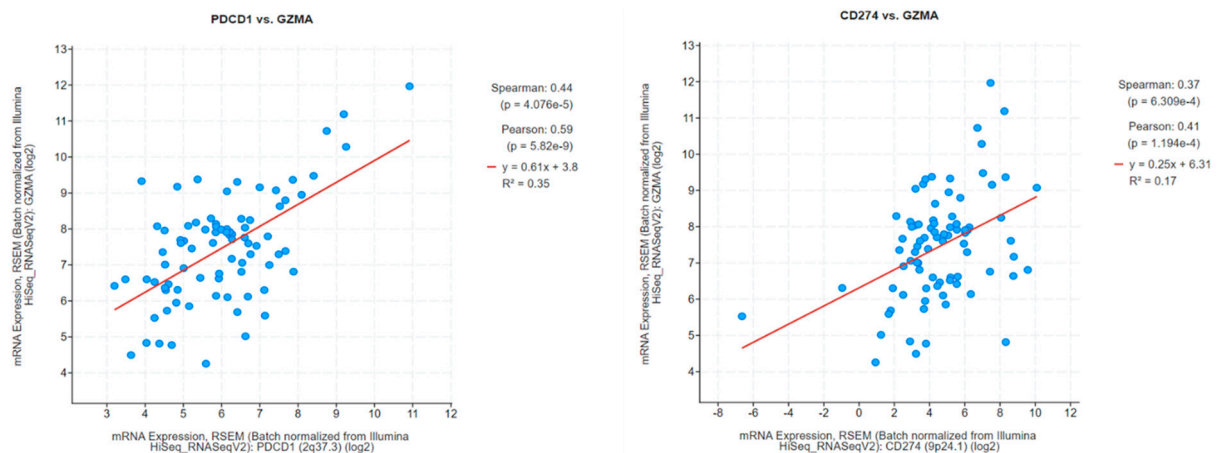 PDCD1 vs. GZMA
13
12
11
10
9
8
7
6
5
4
mRNA Expression, RSEM (Batch normalized from Illumina
HiSeq_RNASeqV2): GZMA (log2)
3
4
5
6
7
8
9
10
11
12
mRNA Expression, RSEM (Batch normalized from Illumina
HiSeq_RNASeqV2): PDCD1 (2q37.3) (log2)
Spearman: 0.44
(p = 4.076e-5)
Pearson: 0.59
(p = 5.82e-9)
y = 0.61x + 3.8
R² = 0.35
CD274 vs. GZMA
13
12
11
10
9
8
7
6
5
4
mRNA Expression, RSEM (Batch normalized from Illumina
HiSeq_RNASeqV2): GZMA (log2)
-8
-6
-4
-2
0
2
4
6
8
10
12
mRNA Expression, RSEM (Batch normalized from Illumina
HiSeq_RNASeqV2): CD274 (9p24.1) (log2)
Spearman: 0.37
(p = 6.309e-4)
Pearson: 0.41
(p = 1.194e-4)
y = 0.25x + 6.31
R² = 0.17